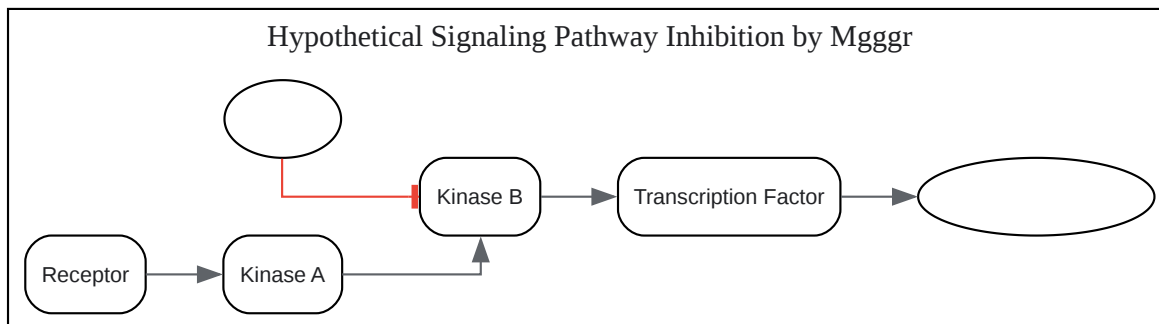 Hypothetical Signaling Pathway Inhibition by Mgggr
Kinase B
Transcription Factor
Receptor
Kinase A